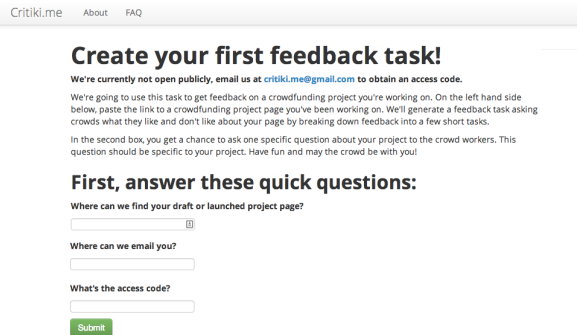 Critiki.me About FAQ
Create your first feedback task!
We're currently not open publicly, email us at critiki.me@gmail.com to obtain an access code.
We're going to use this task to get feedback on a crowdfunding project you're working on. On the left hand side
below, paste the link to a crowdfunding project page you've been working on. We'll generate a feedback task asking
crowds what they like and don't like about your page by breaking down feedback into a few short tasks.
In the second box, you get a chance to ask one specific question about your project to the crowd workers. This
question should be specific to your project. Have fun and may the crowd be with you!
First, answer these quick questions:
Where can we find your draft or launched project page?
Where can we email you?
What's the access code?
Submit